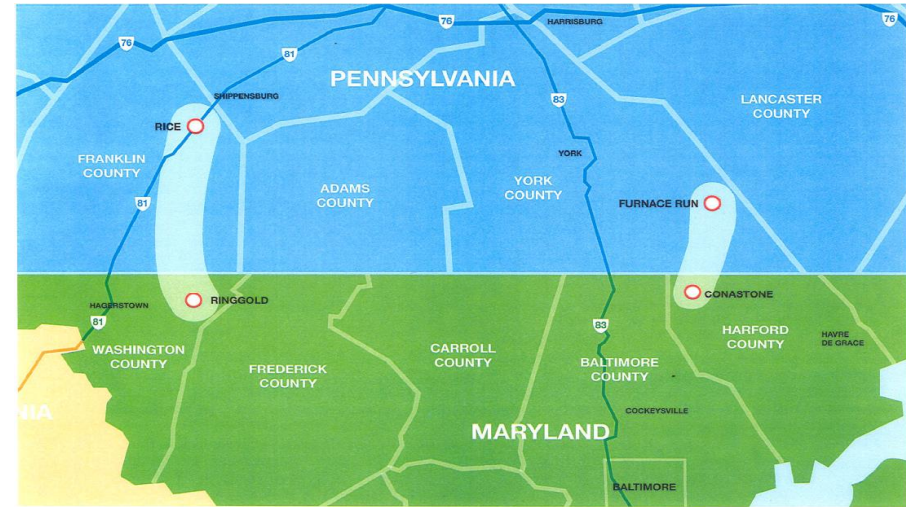 76
HARRISBURG
76
76
81
PENNSYLVANIA
SHIPPENSBURG
83
LANCASTER
COUNTY
RICE
YORK
FRANKLIN
COUNTY
ADAMS
COUNTY
YORK
COUNTY
81
FURNACE RUN
HAGERSTOWN
RINGGOLD
CONASTONE
81
83
WASHINGTON
COUNTY
FREDERICK
COUNTY
CARROLL
COUNTY
BALTIMORE
COUNTY
HARFORD
COUNTY
HAVRE
DE GRACE
NIA
COCKEYSVILLE
MARYLAND
BALTIMORE